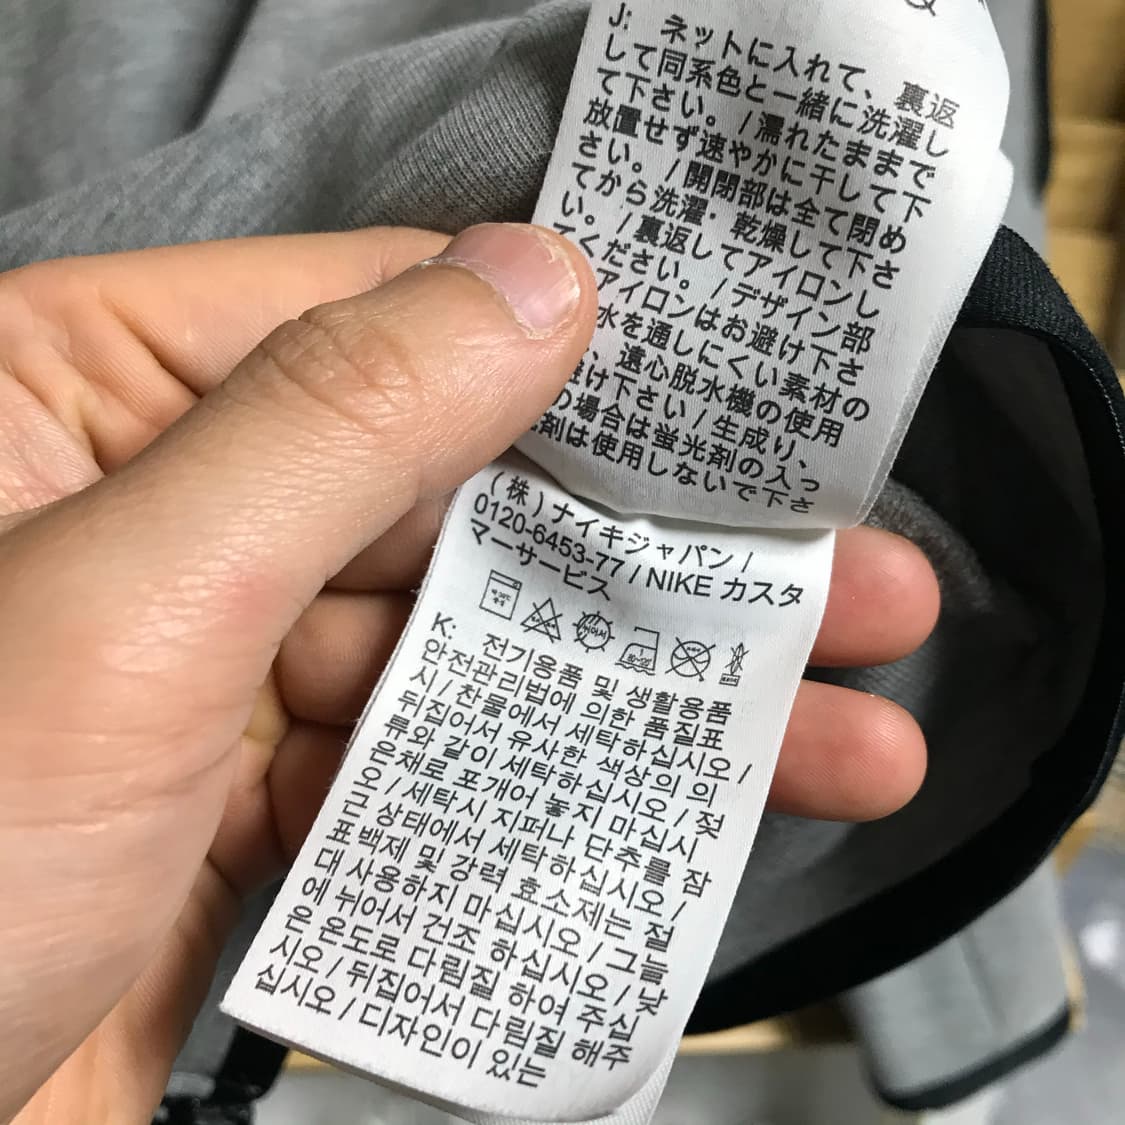 J: ネットに入れて、裏返
して同系色と一緒に洗濯し
て下さい。/濡れたままで
放置せず速やかに干して下
さい。/開閉部は全て閉め
てから洗濯・乾燥して下さ
い。/裏返してアイロンし
てください。/デザイン部
アイロンはお避け下さ
水を通しにくい素材の
、遠心脱水機の使用
避け下さい/生成り、
の場合は蛍光剤の入っ
剤は使用しないで下さ
(株)ナイキジャパン/
0120-6453-77/NIKE カスタ
マーサービス
K: 전기용품 및 생활용품
안전관리법에 의한 품질표
시/찬물에서 세탁하십시오/
뒤집어서 유사한 색상의 의
류와 같이 세탁하십시오/젖
은채로 포개어 놓지 마십시
오/세탁시 지퍼나 단추를 잠
근 상태에서 세탁하십시오/
표백제 및 강력 효소제는 절
대 사용하지 마십시오/그늘
에 뉘어서 건조 하십시오/낮
은 온도로 다림질 하여 주십
시오/뒤집어서 다림질 해주
십시오/디자인이 있는